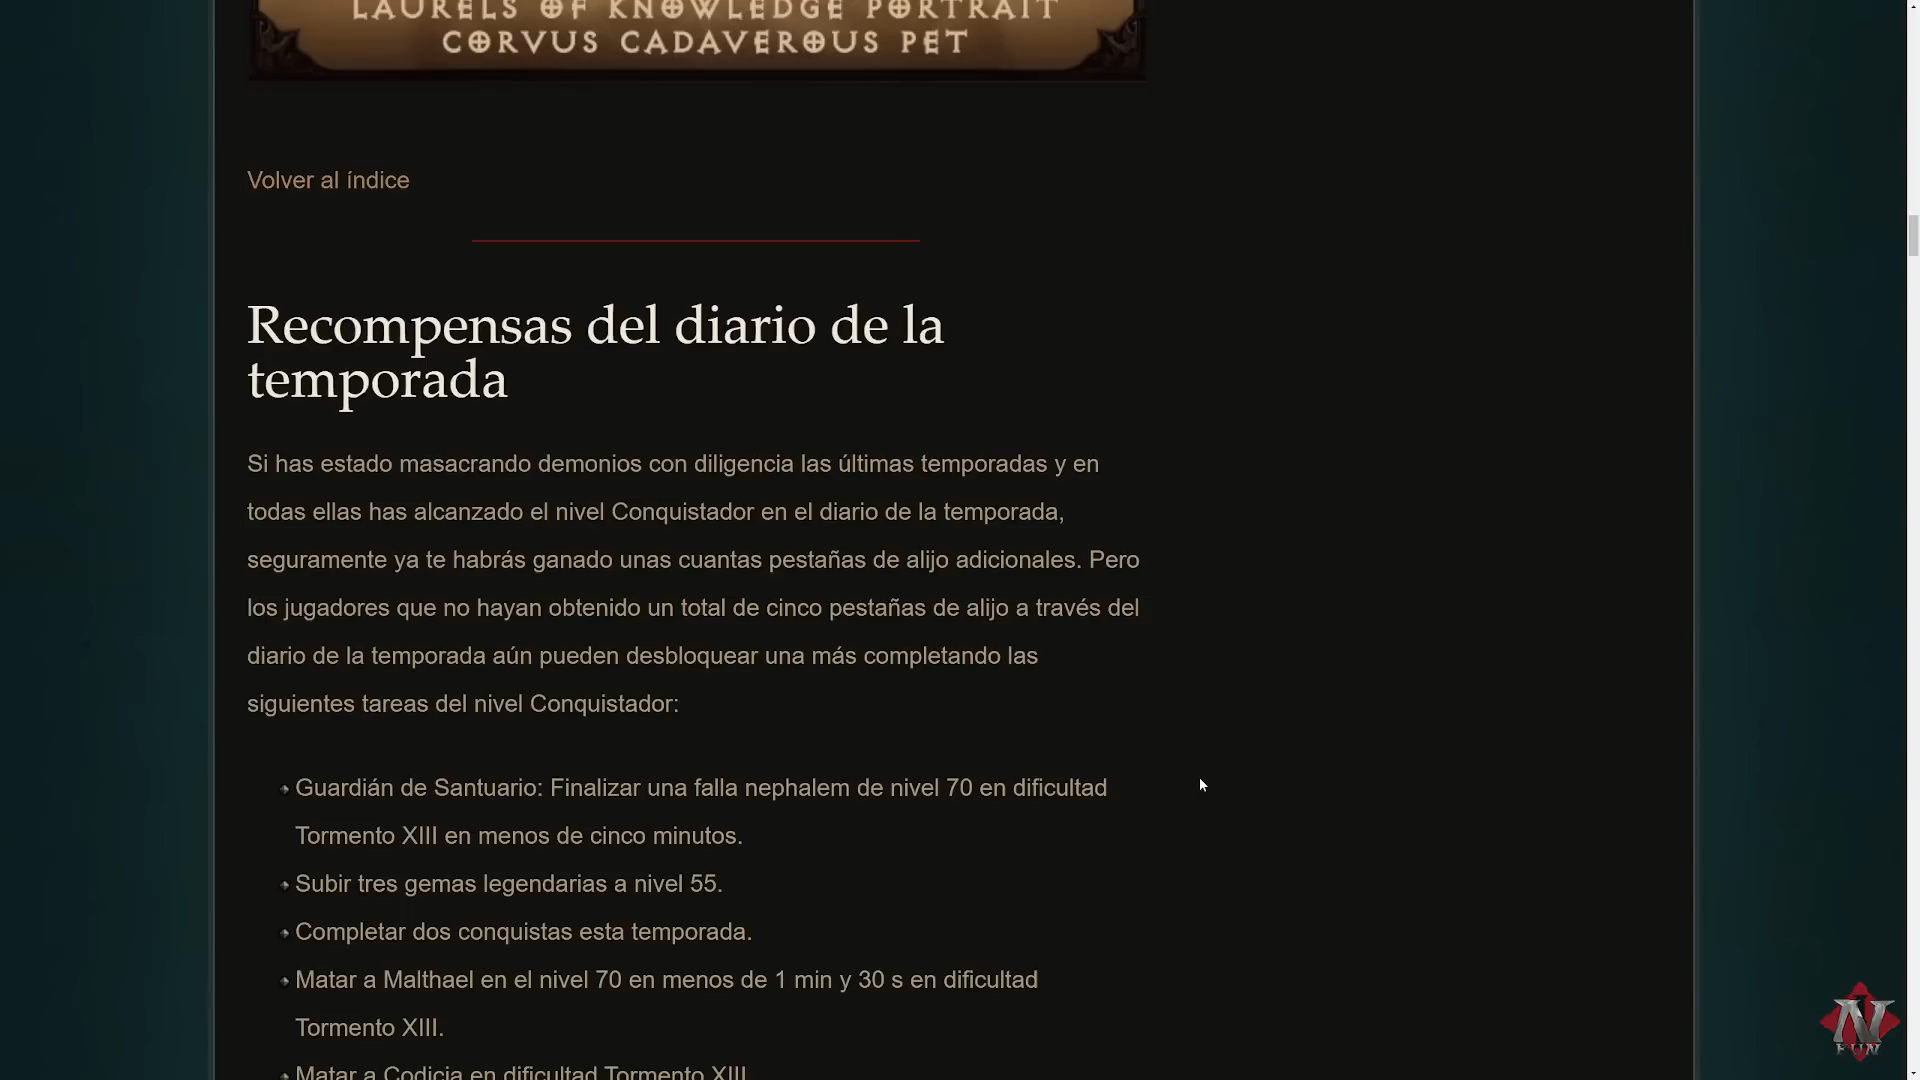 LAURELS OF KNOWLEDGE PORTRAIT
CORVUS CADAVEROUS PET
Volver al índice
Recompensas del diario de la
temporada
Si has estado masacrando demonios con diligencia las últimas temporadas y en
todas ellas has alcanzado el nivel Conquistador en el diario de la temporada,
seguramente ya te habrás ganado unas cuantas pestañas de alijo adicionales. Pero
los jugadores que no hayan obtenido un total de cinco pestañas de alijo a través del
diario de la temporada aún pueden desbloquear una más completando las
siguientes tareas del nivel Conquistador:
Guardián de Santuario: Finalizar una falla nephalem de nivel 70 en dificultad
Tormento XIII en menos de cinco minutos.
Subir tres gemas legendarias a nivel 55.
Completar dos conquistas esta temporada.
Matar a Malthael en el nivel 70 en menos de 1 min y 30 s en dificultad
Tormento XIII.
Matar a Codicia en dificultad Tormento XIII
N
FUN